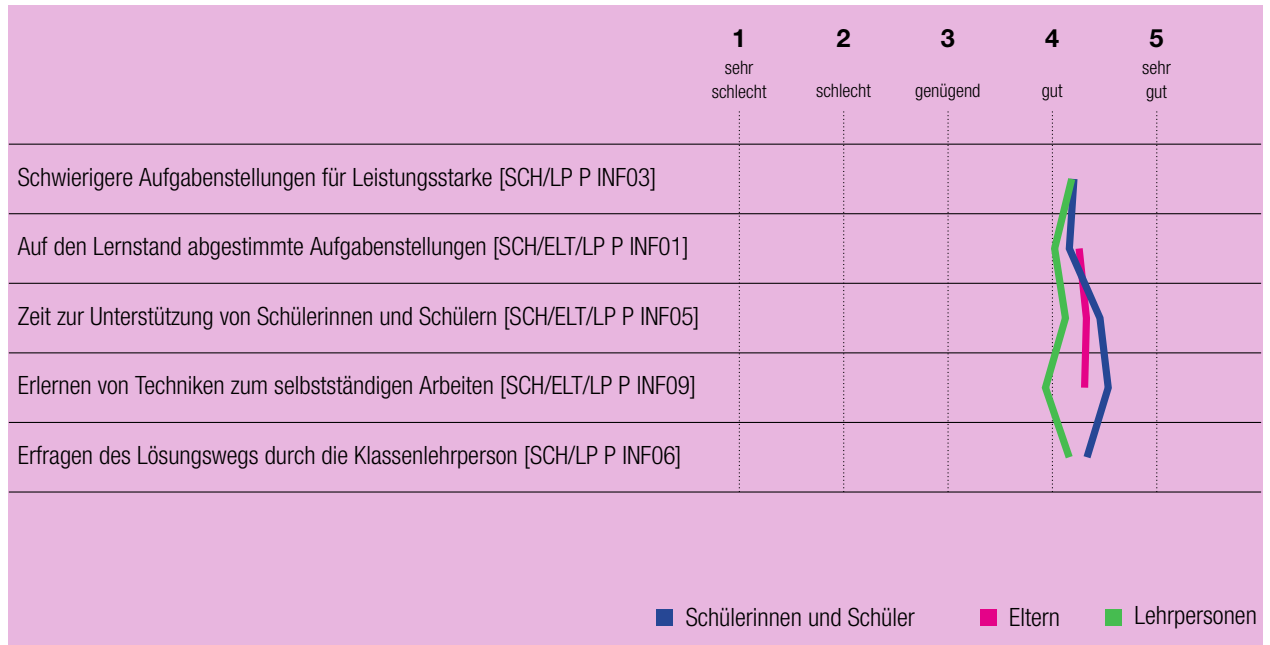 1 2 3 4 5
sehr schlecht schlecht genügend gut sehr gut
Schwierigere Aufgabenstellungen für Leistungsstarke [SCH/LP P INF03]
Auf den Lernstand abgestimmte Aufgabenstellungen [SCH/ELT/LP P INF01]
Zeit zur Unterstützung von Schülerinnen und Schülern [SCH/ELT/LP P INF05]
Erlernen von Techniken zum selbstständigen Arbeiten [SCH/ELT/LP P INF09]
Erfragen des Lösungswegs durch die Klassenlehrperson [SCH/LP P INF06]
Schülerinnen und Schüler Eltern Lehrpersonen